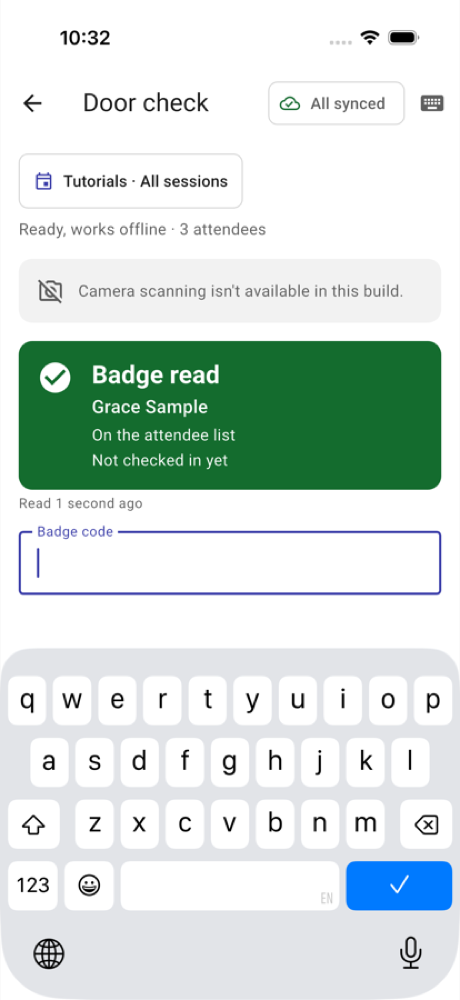 10:32
Door check
All synced
Tutorials · All sessions
Ready, works offline · 3 attendees
Camera scanning isn't available in this build.
Badge read
Grace Sample
On the attendee list
Not checked in yet
Read 1 second ago
Badge code
q w e r t y u i o p
a s d f g h j k l
z x c v b n m
123
EN